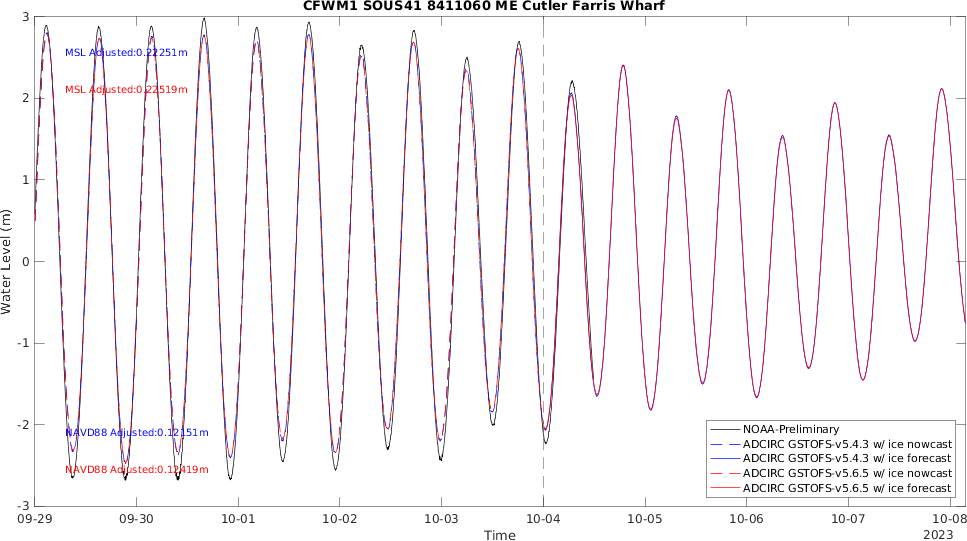 CFWM1 SOUS41 8411060 ME Cutler Farris Wharf
3
2
1
0
-1
-2
-3
Water Level (m)
MSL Adjusted:0.22251m
MSL Adjusted:0.22519m
NAVD88 Adjusted:0.12151m
NAVD88 Adjusted:0.12419m
NOAA-Preliminary
ADCIRC GSTOFS-v5.4.3 w/ ice nowcast
ADCIRC GSTOFS-v5.4.3 w/ ice forecast
ADCIRC GSTOFS-v5.6.5 w/ ice nowcast
ADCIRC GSTOFS-v5.6.5 w/ ice forecast
09-29 09-30 10-01 10-02 10-03 10-04 10-05 10-06 10-07 10-08
Time
2023